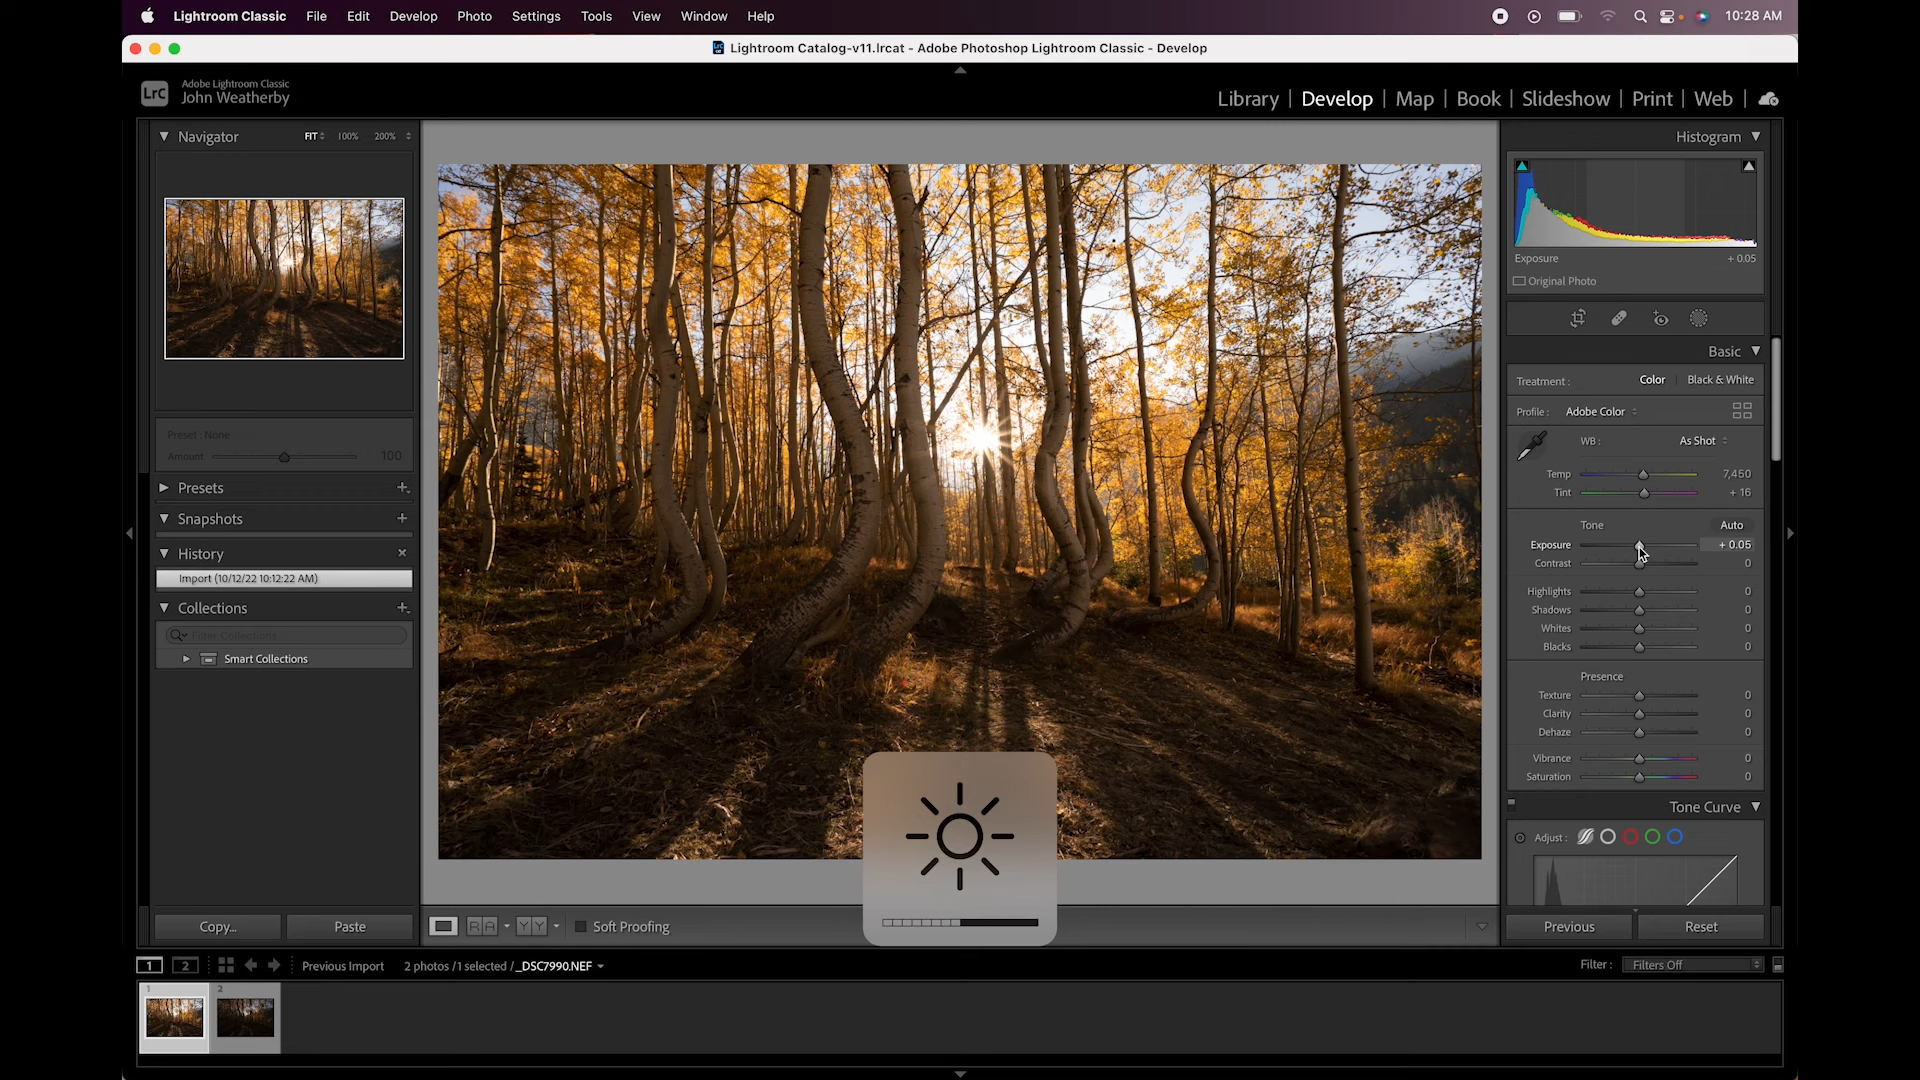 Lightroom Classic File Edit Develop Photo Settings Tools View Window Help 10:28 AM
Lightroom Catalog-v11.lrcat - Adobe Photoshop Lightroom Classic - Develop
LrC
Adobe Lightroom Classic
John Weatherby
Library | Develop | Map | Book | Slideshow | Print | Web
Navigator FIT 100% 200%
Preset : None
Amount 100
Presets
Snapshots
History
Import (10/12/22 10:12:22 AM)
Collections
Filter Collections
Smart Collections
Copy... Paste
R A Y Y Soft Proofing
Histogram
Exposure + 0.05
Original Photo
Basic
Treatment : Color Black & White
Profile : Adobe Color
WB : As Shot
Temp 7,450
Tint + 16
Tone Auto
Exposure + 0.05
Contrast 0
Highlights 0
Shadows 0
Whites 0
Blacks 0
Presence
Texture 0
Clarity 0
Dehaze 0
Vibrance 0
Saturation 0
Tone Curve
Adjust :
Previous Reset
1 2 Previous Import 2 photos /1 selected /_DSC7990.NEF Filter : Filters Off
1 2